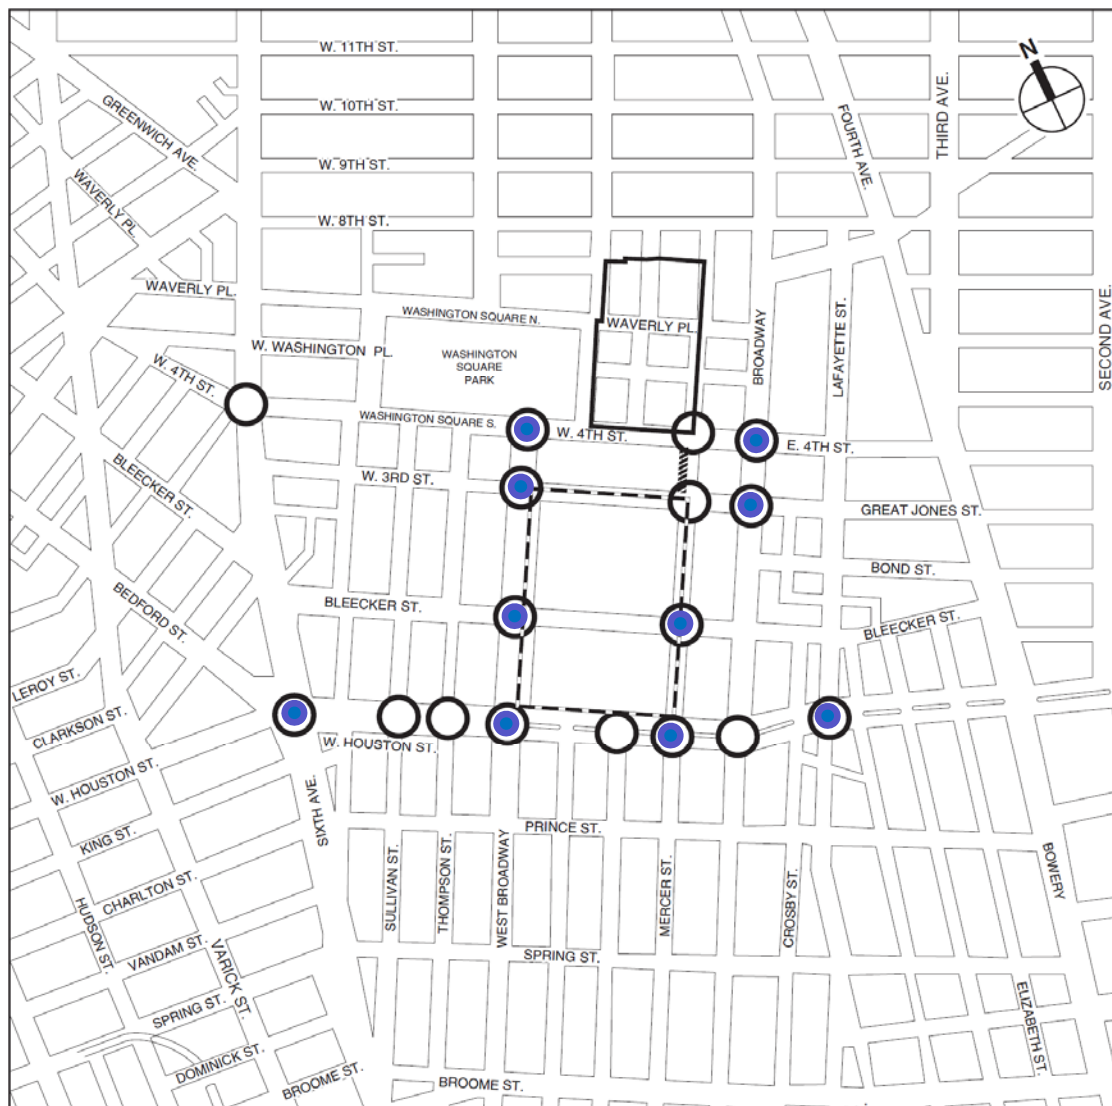 W. 11TH ST.
N
GREENWICH AVE.
W. 10TH ST.
FOURTH AVE.
THIRD AVE.
W. 9TH ST.
WAVERLY PL.
W. 8TH ST.
WAVERLY PL.
WASHINGTON SQUARE N.
WAVERLY PL.
BROADWAY
LAFAYETTE ST.
SECOND AVE.
W. WASHINGTON PL.
WASHINGTON
SQUARE
PARK
W. 4TH ST.
WASHINGTON SQUARE S.
W. 4TH ST.
E. 4TH ST.
BLEECKER ST.
W. 3RD ST.
GREAT JONES ST.
BOND ST.
BEDFORD ST.
BLEECKER ST.
BLEECKER ST.
LEROY ST.
CLARKSON ST.
W. HOUSTON ST.
W. HOUSTON ST.
SIXTH AVE.
PRINCE ST.
KING ST.
CHARLTON ST.
SULLIVAN ST.
THOMPSON ST.
WEST BROADWAY
MERCER ST.
CROSBY ST.
BOWERY
HUDSON ST.
VANDAM ST.
VARICK ST.
SPRING ST.
SPRING ST.
ELIZABETH ST.
DOMINICK ST.
BROOME ST.
BROOME ST.